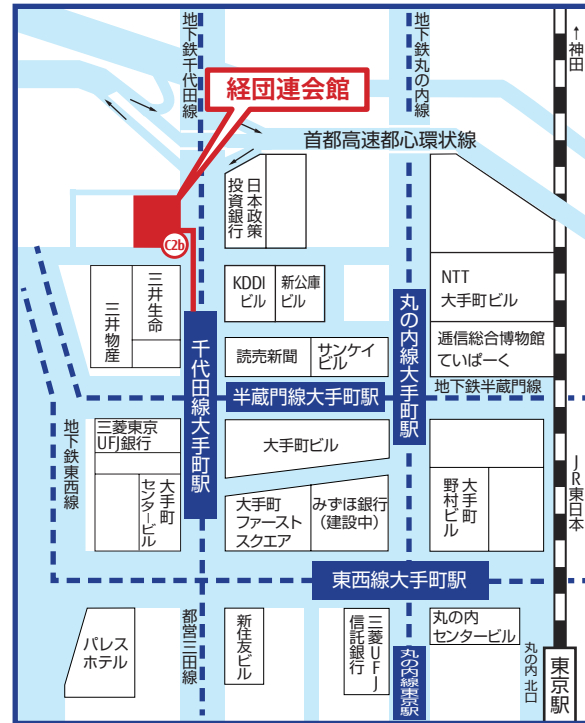 地下鉄千代田線
地下鉄丸の内線
↑神田
経団連会館
首都高速都心環状線
日本政策
投資銀行
C2b
三井物産
三井生命
KDDI
ビル
新公庫
ビル
NTT
大手町ビル
逓信総合博物館
ていぱーく
読売新聞
サンケイ
ビル
千代田線大手町駅
丸の内線大手町駅
半蔵門線大手町駅
地下鉄半蔵門線
地下鉄東西線
三菱東京
UFJ銀行
大手町
センタービル
大手町ビル
大手町
ファースト
スクエア
みずほ銀行
(建設中)
大手町
野村ビル
JR東日本
東西線大手町駅
パレス
ホテル
都営三田線
新住友ビル
三菱UFJ
信託銀行
丸の内線東京駅
丸の内
センタービル
丸の内 北口
東京駅